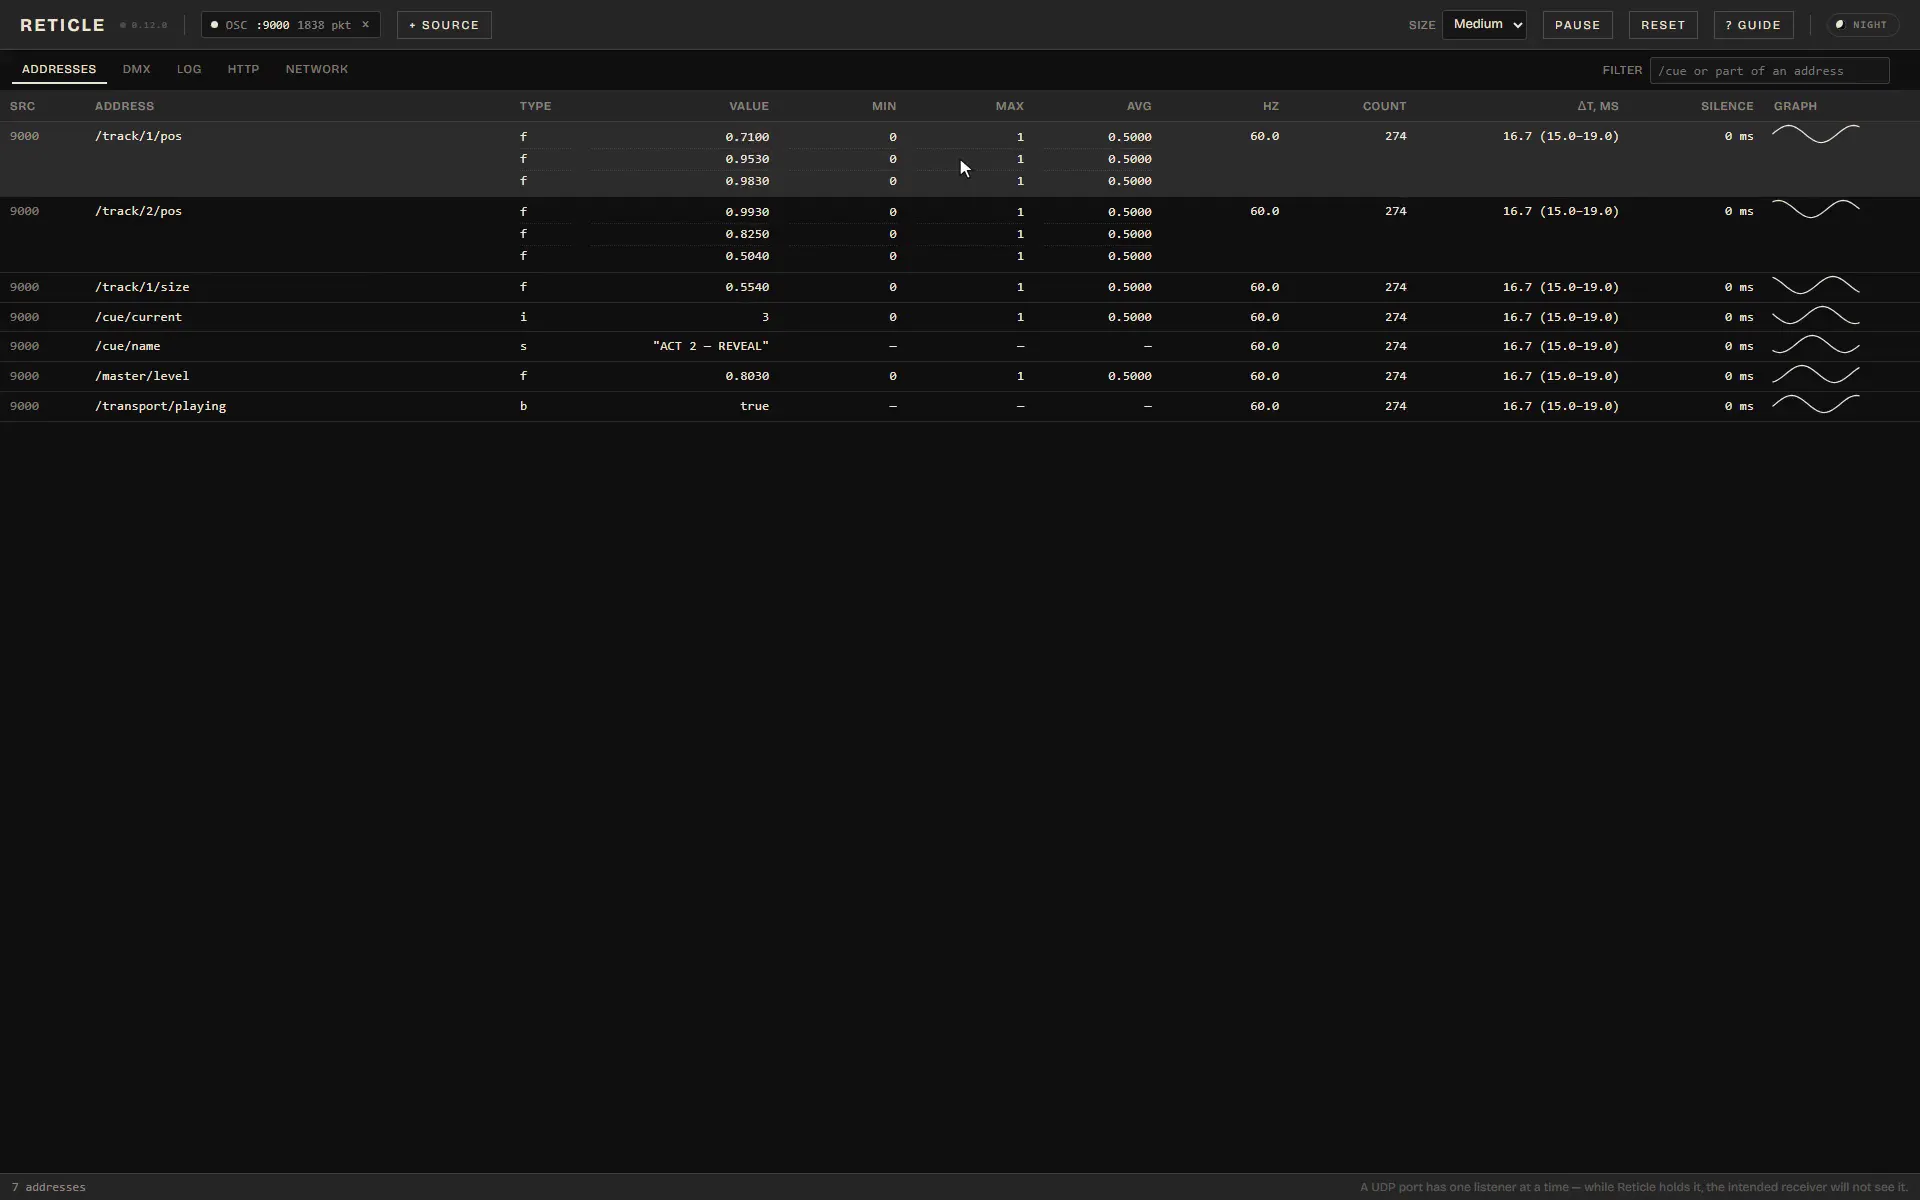 RETICLE 0.12.0 OSC :9000 1838 pkt × + SOURCE SIZE Medium PAUSE RESET ? GUIDE NIGHT
ADDRESSES DMX LOG HTTP NETWORK FILTER /cue or part of an address
SRC ADDRESS TYPE VALUE MIN MAX AVG HZ COUNT ΔT, MS SILENCE GRAPH
9000 /track/1/pos f 0.7100 0 1 0.5000 60.0 274 16.7 (15.0–19.0) 0 ms
f 0.9530 0 1 0.5000
f 0.9830 0 1 0.5000
9000 /track/2/pos f 0.9930 0 1 0.5000 60.0 274 16.7 (15.0–19.0) 0 ms
f 0.8250 0 1 0.5000
f 0.5040 0 1 0.5000
9000 /track/1/size f 0.5540 0 1 0.5000 60.0 274 16.7 (15.0–19.0) 0 ms
9000 /cue/current i 3 0 1 0.5000 60.0 274 16.7 (15.0–19.0) 0 ms
9000 /cue/name s "ACT 2 — REVEAL" — — — 60.0 274 16.7 (15.0–19.0) 0 ms
9000 /master/level f 0.8030 0 1 0.5000 60.0 274 16.7 (15.0–19.0) 0 ms
9000 /transport/playing b true — — — 60.0 274 16.7 (15.0–19.0) 0 ms
7 addresses A UDP port has one listener at a time — while Reticle holds it, the intended receiver will not see it.